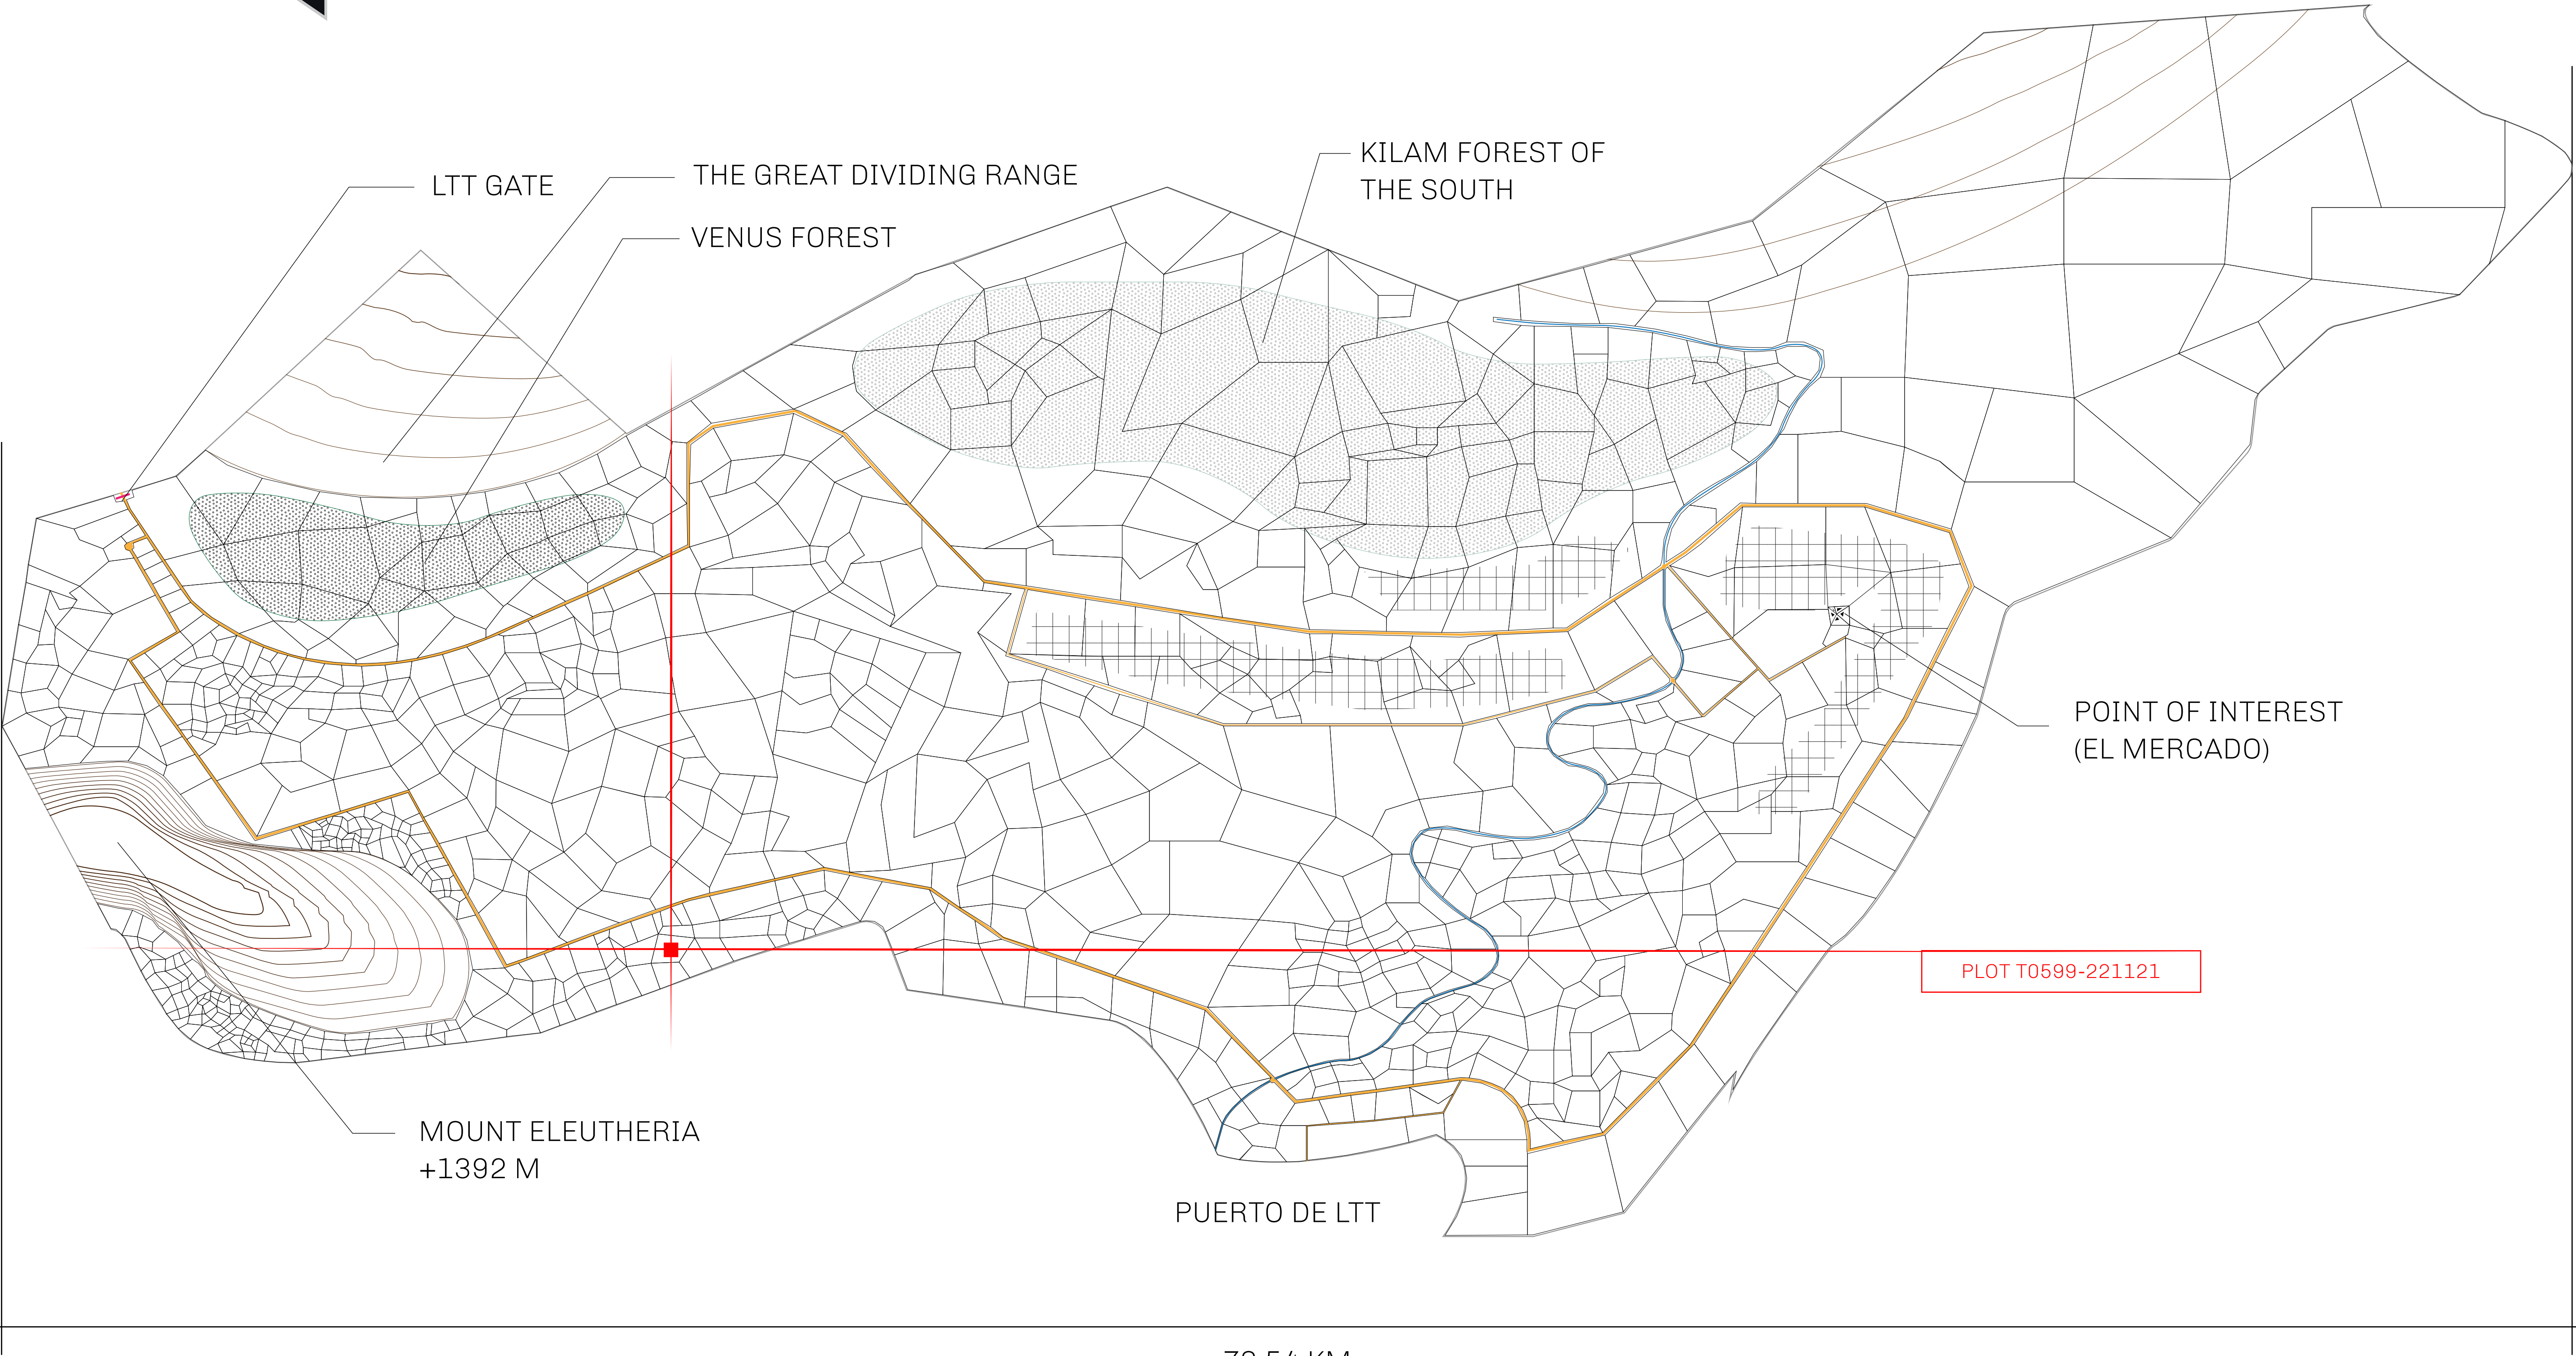 KILAM FOREST OF
THE SOUTH
THE GREAT DIVIDING RANGE
LTT GATE
VENUS FOREST
POINT OF INTEREST
(EL MERCADO)
PLOT T0599-221121
MOUNT ELEUTHERIA
+1392 M
PUERTO DE LTT
KM